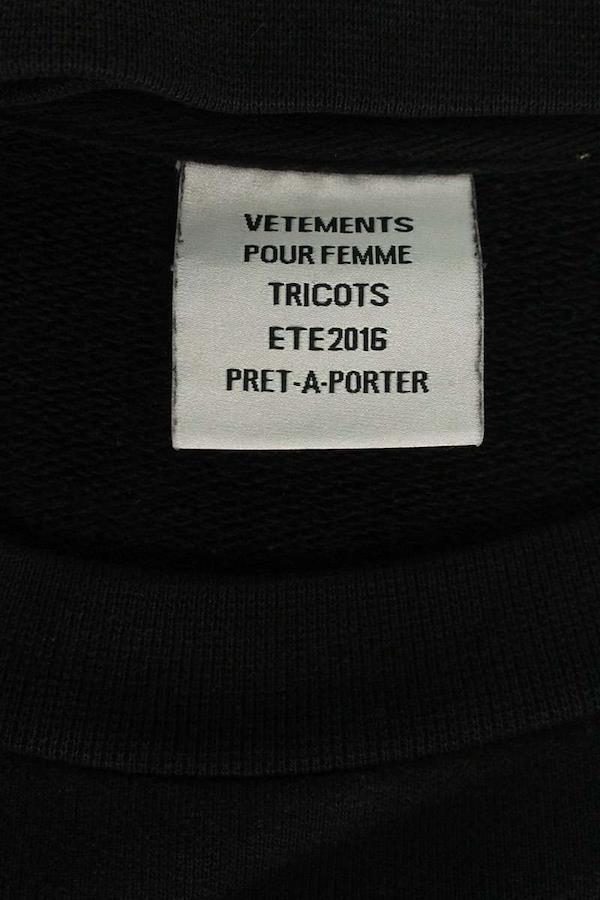 VETEMENTS
POUR FEMME
TRICOTS
ETE2016
PRET-A-PORTER